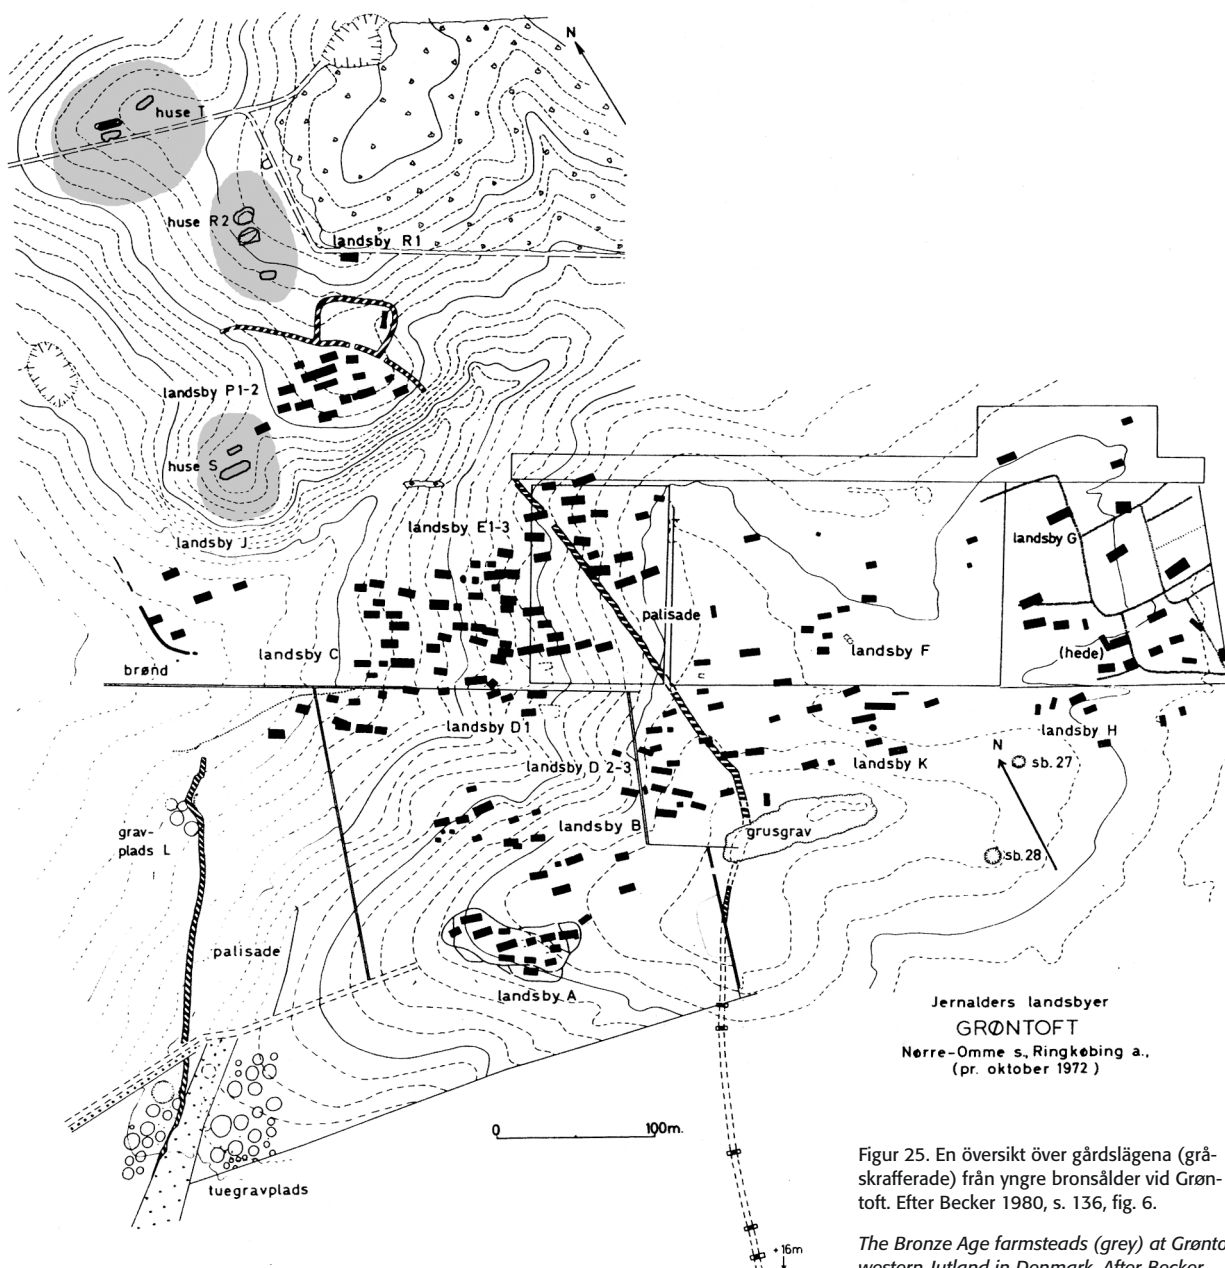 N
huse T
huse R2
landsby R1
landsby P1-2
huse S
landsby E1-3
landsby J
landsby G
palisade
landsby C
landsby F
(hede)
brønd
landsby D1
landsby H
N
sb. 27
landsby D 2-3
landsby K
landsby B
grusgrav
grav-
plads L
sb. 28
palisade
landsby A
Jernalders landsbyer
GRØNTOFT
Nørre-Omme s., Ringkøbing a.,
(pr. oktober 1972)
0 100m.
tuegravplads
+16m
Figur 25. En översikt över gårdslägena (grå-
skrafferade) från yngre bronsålder vid Grøn-
toft. Efter Becker 1980, s. 136, fig. 6.
The Bronze Age farmsteads (grey) at Grønto
western Jutland in Denmark. After Becker